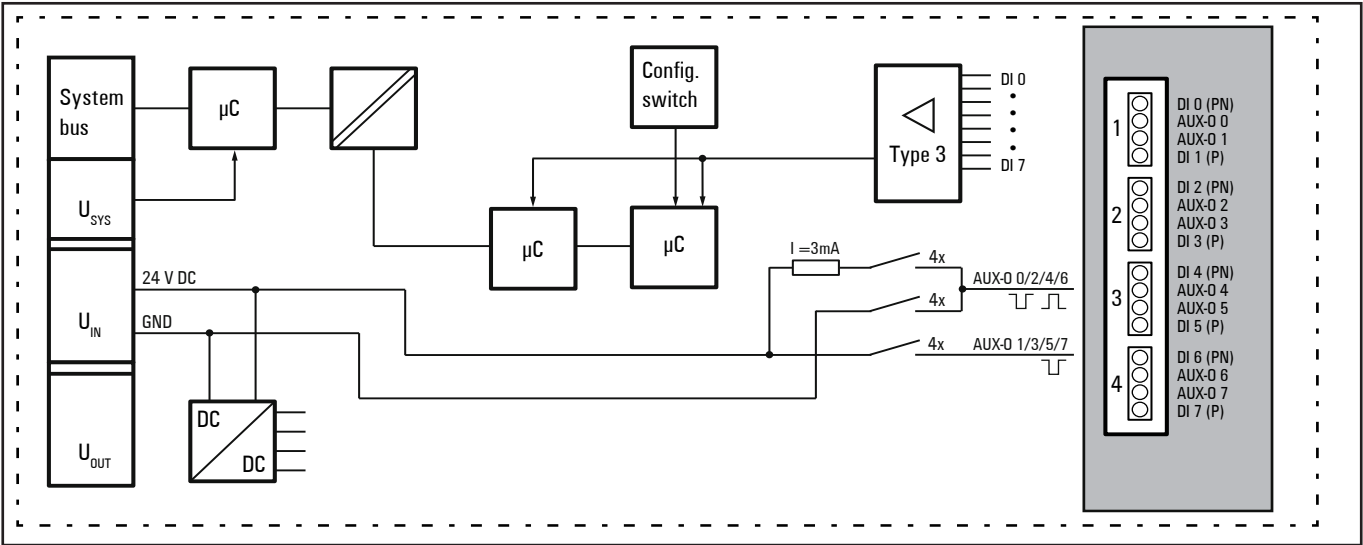 System
bus
U SYS
U IN
U OUT
µC
Config.
switch
Type 3
DI 0
DI 7
µC
µC
24 V DC
GND
DC
DC
I =3mA
4x
4x
4x
AUX-O 0/2/4/6
AUX-O 1/3/5/7
1
DI 0 (PN)
AUX-O 0
AUX-O 1
DI 1 (P)
2
DI 2 (PN)
AUX-O 2
AUX-O 3
DI 3 (P)
3
DI 4 (PN)
AUX-O 4
AUX-O 5
DI 5 (P)
4
DI 6 (PN)
AUX-O 6
AUX-O 7
DI 7 (P)